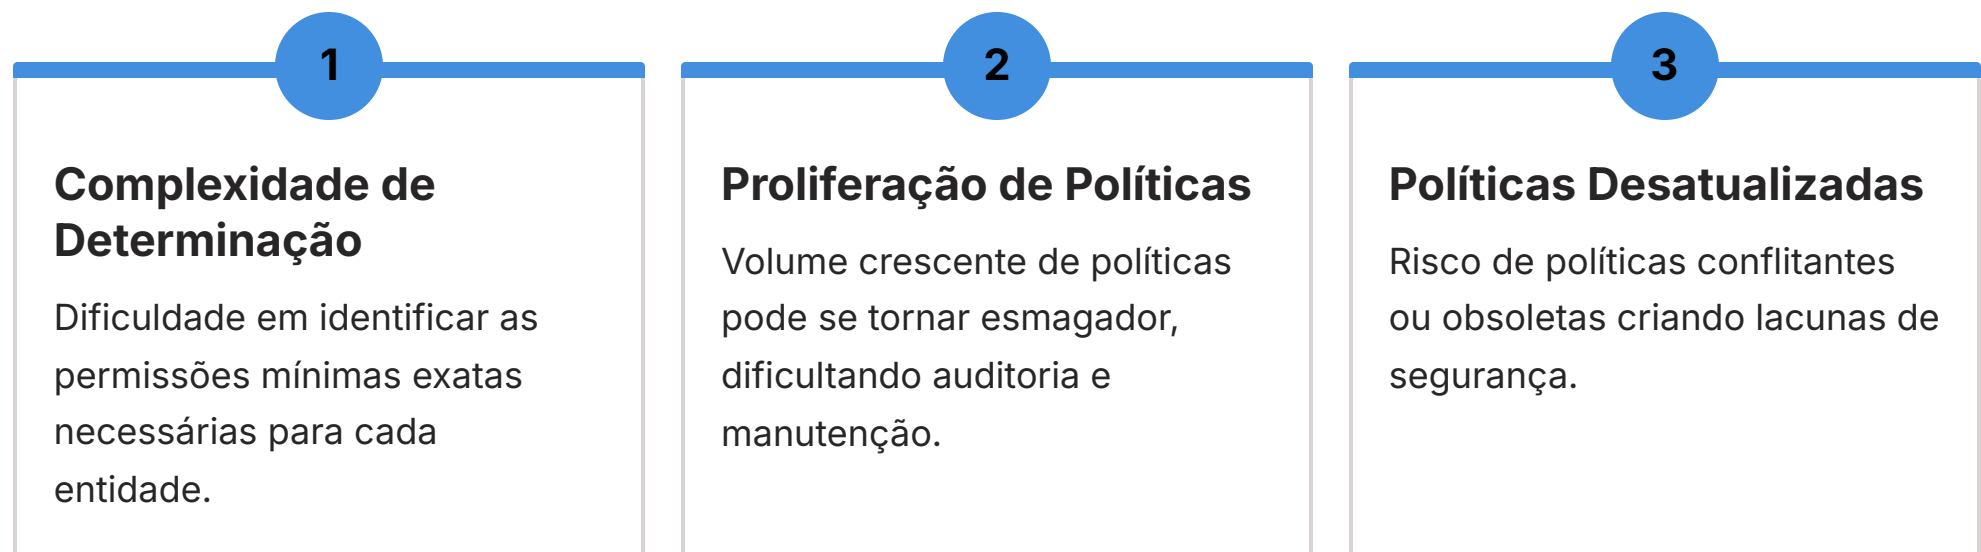 1
Complexidade de
Determinação
Dificuldade em identificar as
permissões mínimas exatas
necessárias para cada
entidade.
2
Proliferação de Políticas
Volume crescente de políticas
pode se tornar esmagador,
dificultando auditoria e
manutenção.
3
Políticas Desatualizadas
Risco de políticas conflitantes
ou obsoletas criando lacunas de
segurança.